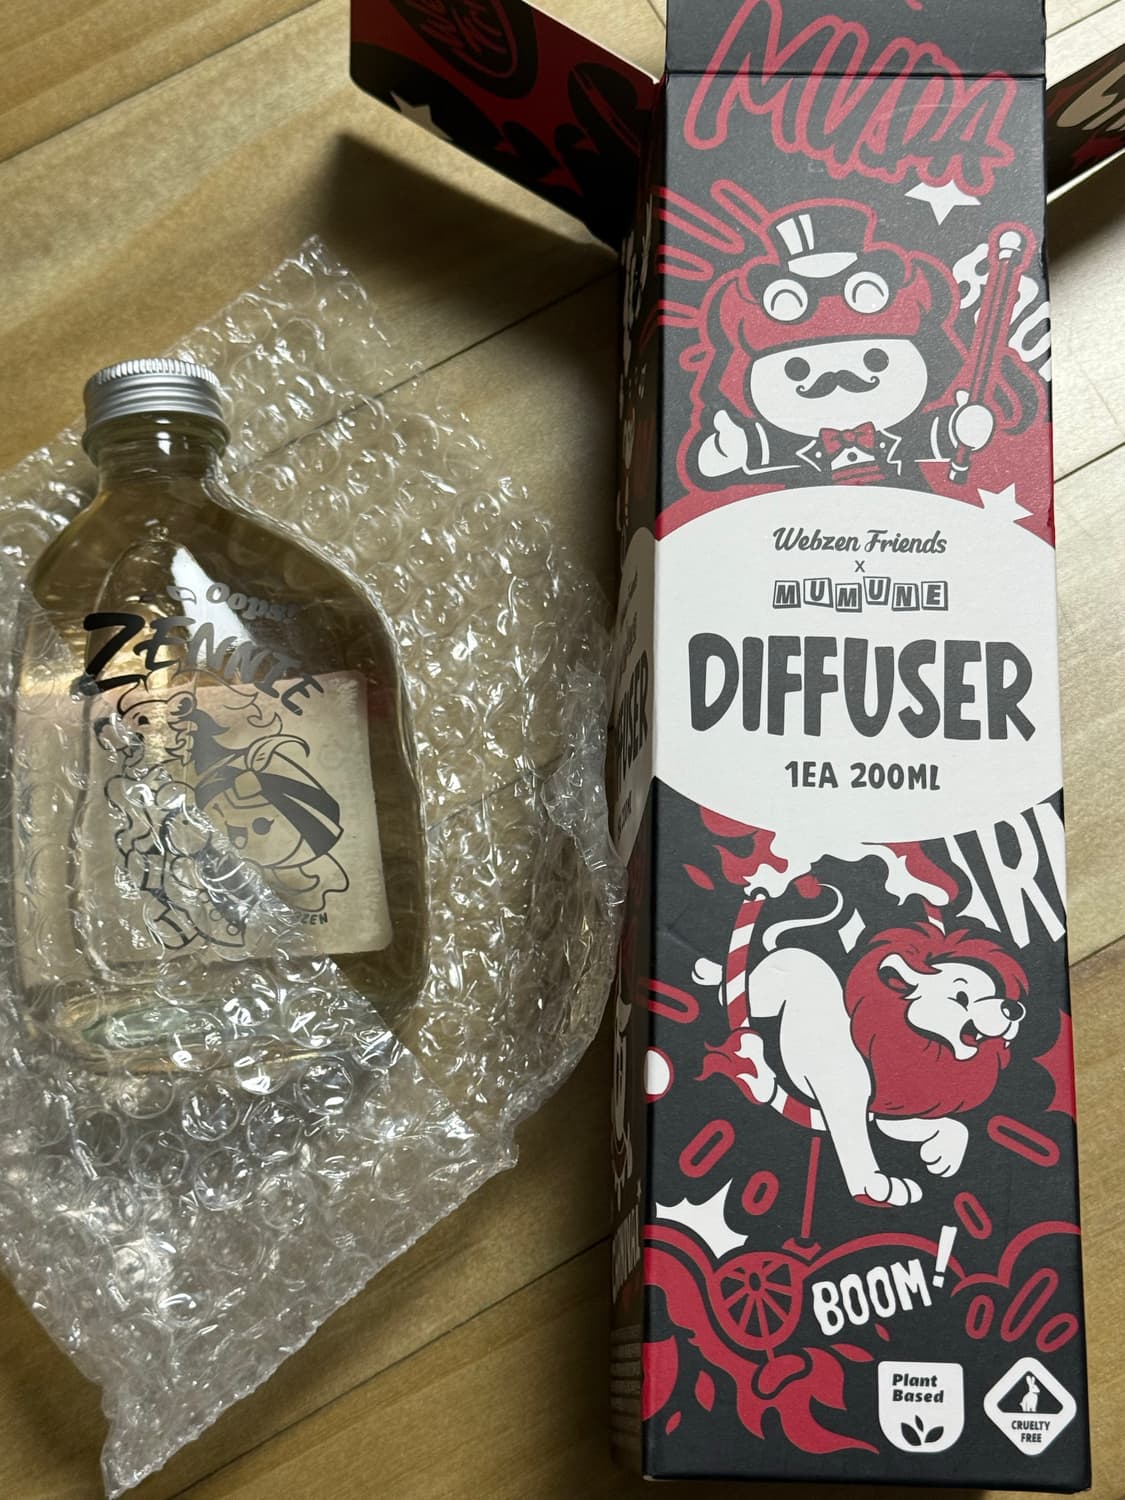 MUDA
Webzen Friends
x
MUMUNE
DIFFUSER
1EA 200ML
BOOM!
Plant
Based
CRUELTY
FREE
Oops!
ZENNIE